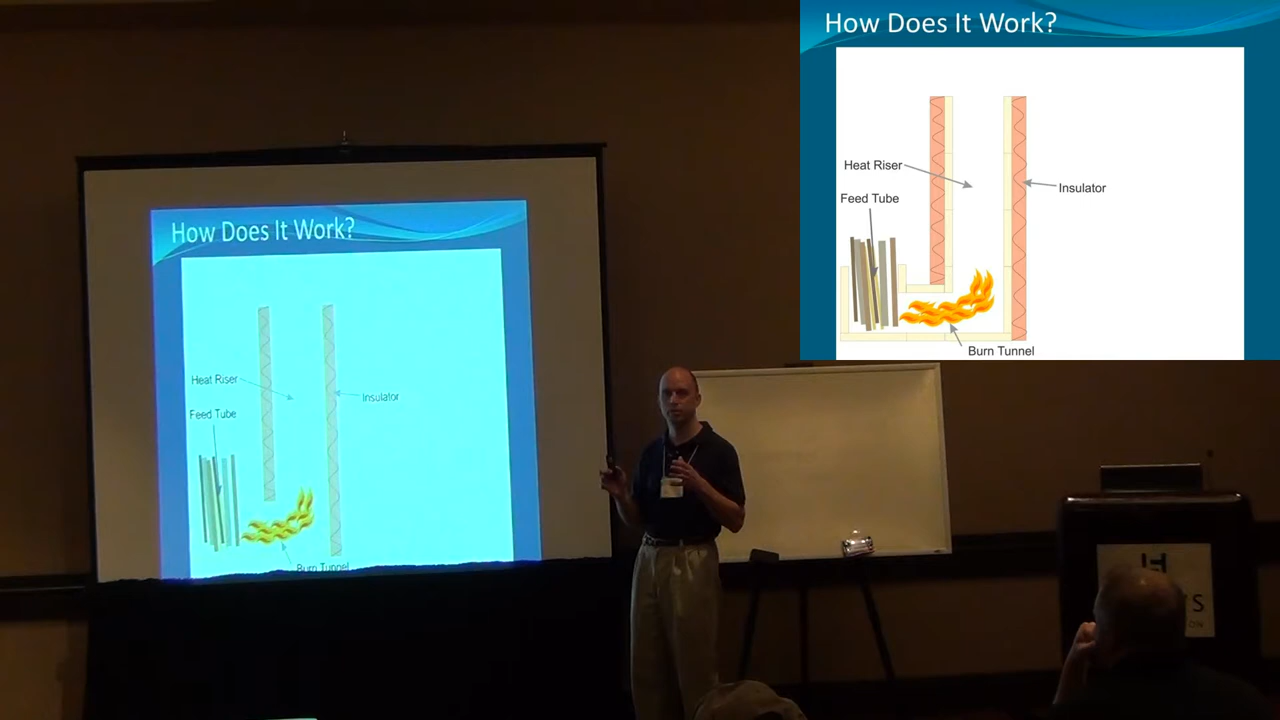 How Does It Work?
Heat Riser
Feed Tube
Insulator
Burn Tunnel
How Does It Work?
Heat Riser
Insulator
Feed Tube
Burn Tunnel
H
S
ON